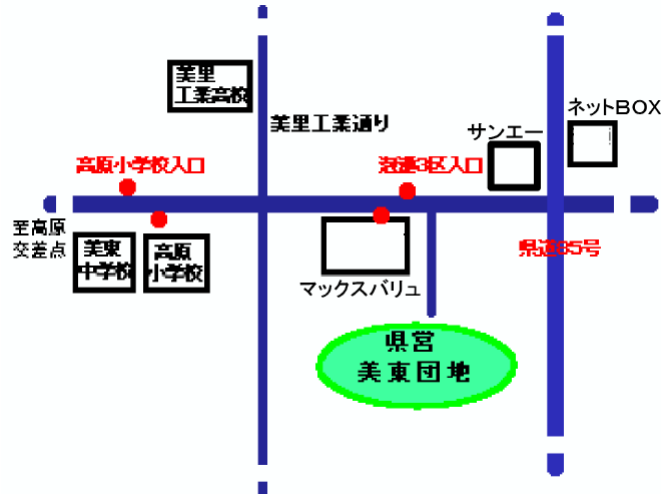 美里
工業高校
美里工業通り
ネットBOX
サンエー
高原小学校入口
泡瀬3区入口
至高原
交差点
美東
中学校
高原
小学校
県道85号
マックスバリュ
県営
美東団地